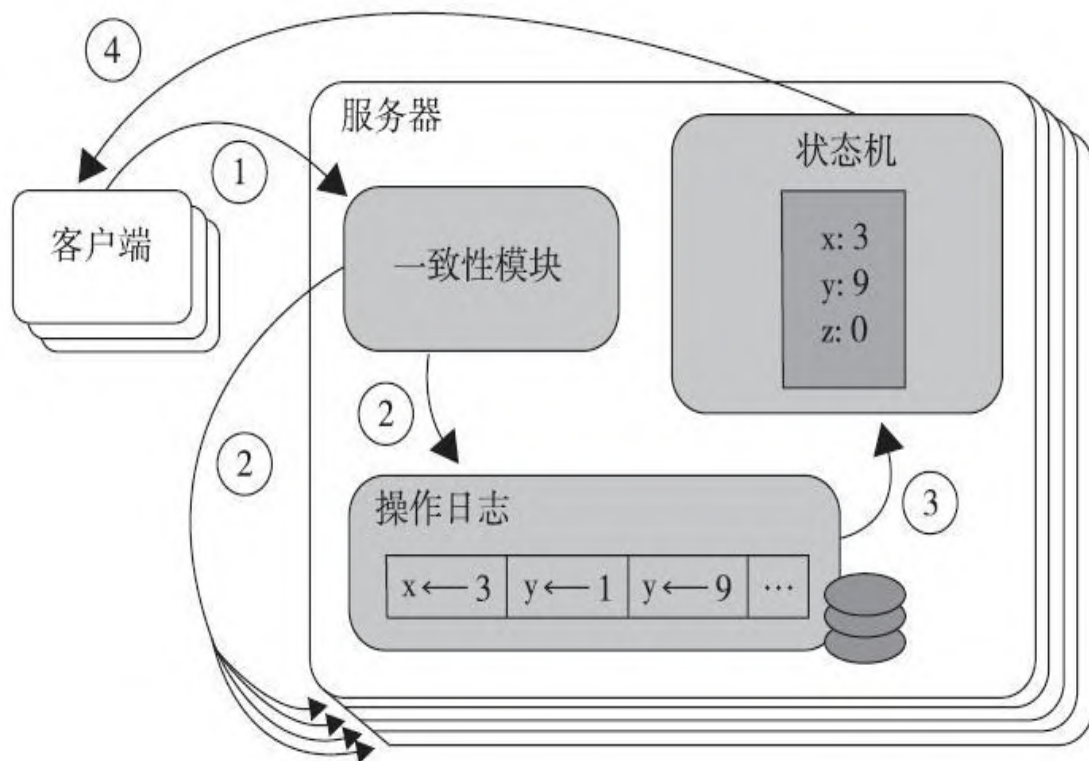 ④
服务器
状态机
①
客户端
一致性模块
x: 3
y: 9
z: 0
②
②
操作日志
③
x ← 3 y ← 1 y ← 9 …